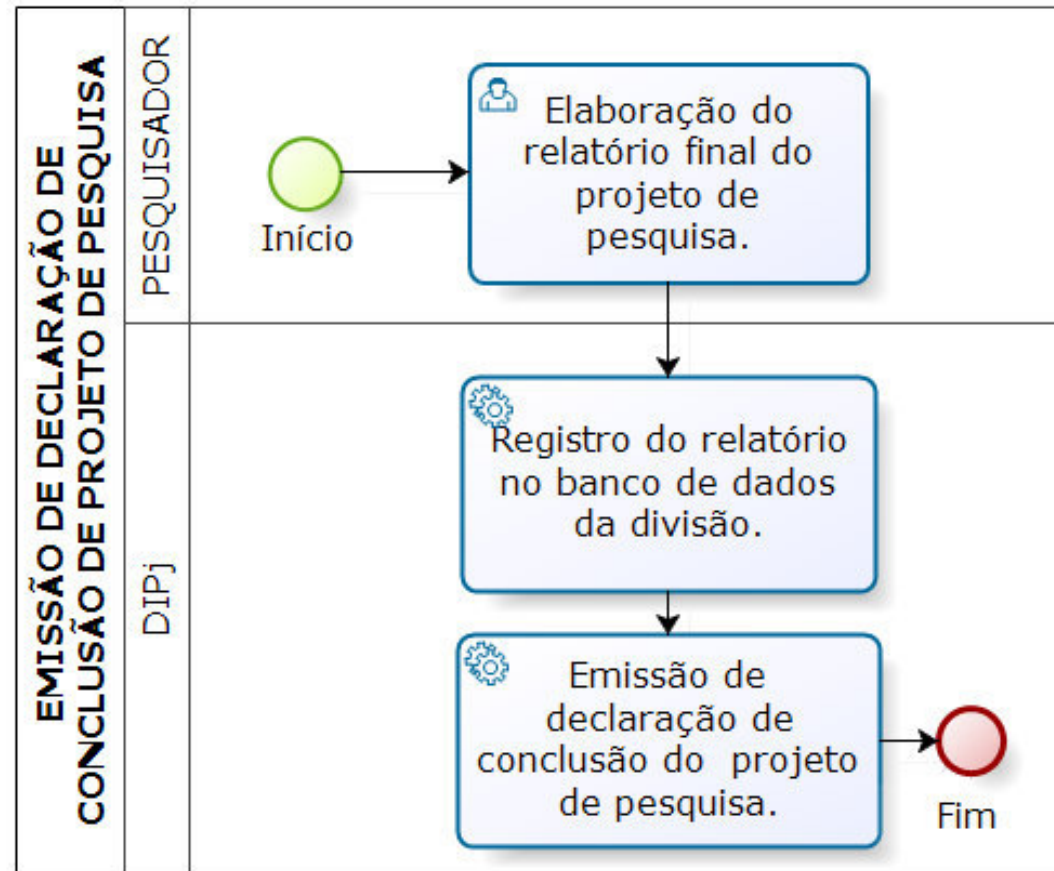 EMISSÃO DE DECLARAÇÃO DE
CONCLUSÃO DE PROJETO DE PESQUISA
PESQUISADOR
Início
Elaboração do
relatório final do
projeto de
pesquisa.
DIPj
Registro do relatório
no banco de dados
da divisão.
Emissão de
declaração de
conclusão do projeto
de pesquisa.
Fim